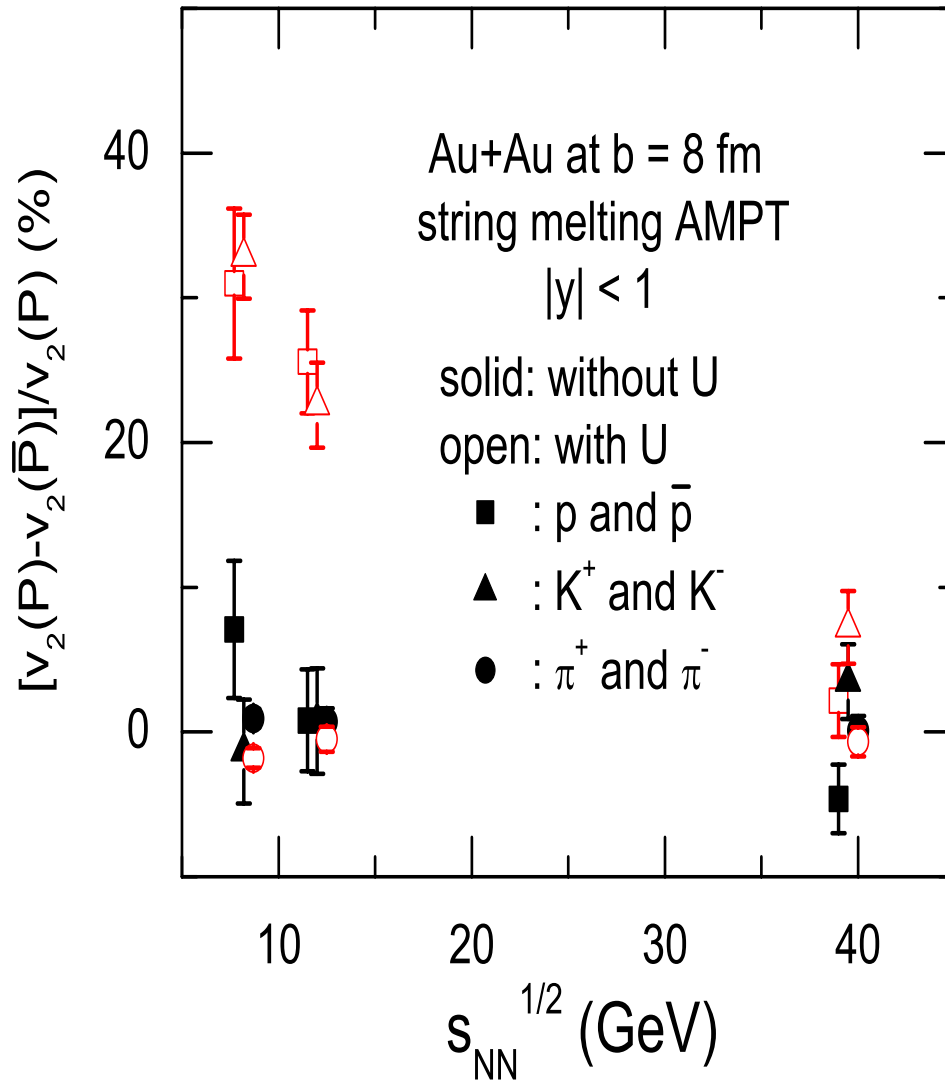 [v₂(P)-v₂(P̅)]/v₂(P) (%)
40
20
0
Au+Au at b = 8 fm
string melting AMPT
|y| < 1
solid: without U
open: with U
■ : p and p̅
▲ : K⁺ and K⁻
● : π⁺ and π⁻
10 20 30 40
s_NN^1/2 (GeV)